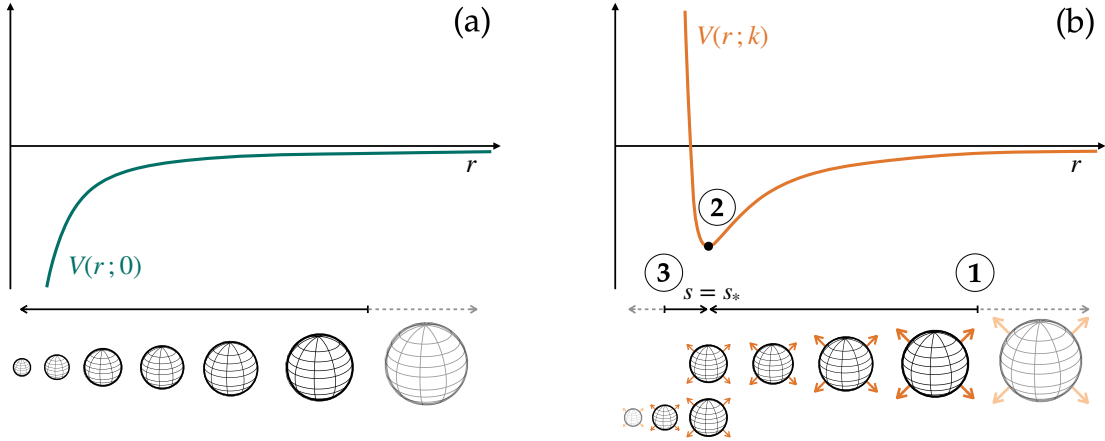 (a)
r
V(r ; 0)
(b)
V(r ; k)
r
2
3
1
s = s*